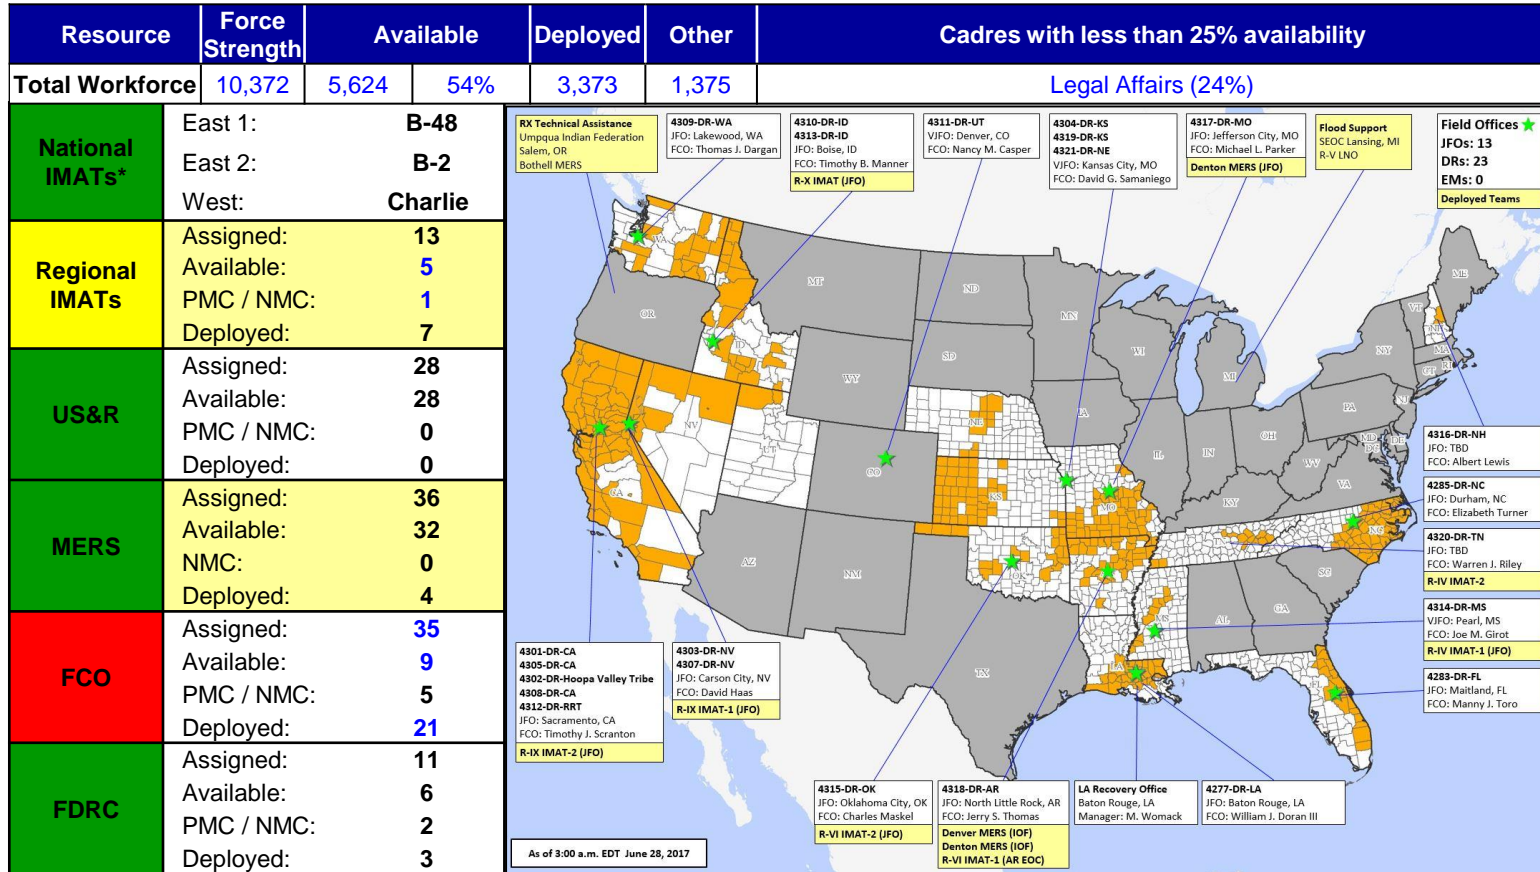 Resource Force Strength Available Deployed Other Cadres with less than 25% availability
Total Workforce 10,372 5,624 54% 3,373 1,375 Legal Affairs (24%)
National IMATs*
East 1: B-48
East 2: B-2
West: Charlie
Regional IMATs
Assigned: 13
Available: 5
PMC / NMC: 1
Deployed: 7
US&R
Assigned: 28
Available: 28
PMC / NMC: 0
Deployed: 0
MERS
Assigned: 36
Available: 32
NMC: 0
Deployed: 4
FCO
Assigned: 35
Available: 9
PMC / NMC: 5
Deployed: 21
FDRC
Assigned: 11
Available: 6
PMC / NMC: 2
Deployed: 3
RX Technical Assistance
Umpqua Indian Federation
Salem, OR
Bothell MERS
4309-DR-WA
JFO: Lakewood, WA
FCO: Thomas J. Dargan
4310-DR-ID
4313-DR-ID
JFO: Boise, ID
FCO: Timothy B. Manner
R-X IMAT (JFO)
4311-DR-UT
VJFO: Denver, CO
FCO: Nancy M. Casper
4304-DR-KS
4319-DR-KS
4321-DR-NE
VJFO: Kansas City, MO
FCO: David G. Samaniego
4317-DR-MO
JFO: Jefferson City, MO
FCO: Michael L. Parker
Denton MERS (JFO)
Flood Support
SEOC Lansing, MI
R-V LNO
Field Offices
JFOs: 13
DRs: 23
EMs: 0
Deployed Teams
WA
MT
ND
MN
ME
VT
NH
OR
ID
SD
WI
MI
NY
MA
CT
RI
WY
IA
PA
NJ
NV
NE
IL
IN
OH
MD
DE
DC
UT
CO
WV
VA
CA
KS
MO
KY
NC
AZ
NM
OK
SC
MS
AL
GA
TX
LA
FL
4316-DR-NH
JFO: TBD
FCO: Albert Lewis
4285-DR-NC
JFO: Durham, NC
FCO: Elizabeth Turner
4320-DR-TN
JFO: TBD
FCO: Warren J. Riley
R-IV IMAT-2
4314-DR-MS
VJFO: Pearl, MS
FCO: Joe M. Girot
R-IV IMAT-1 (JFO)
4283-DR-FL
JFO: Maitland, FL
FCO: Manny J. Toro
4301-DR-CA
4305-DR-CA
4302-DR-Hoopa Valley Tribe
4308-DR-CA
4312-DR-RRT
JFO: Sacramento, CA
FCO: Timothy J. Scranton
R-IX IMAT-2 (JFO)
4303-DR-NV
4307-DR-NV
JFO: Carson City, NV
FCO: David Haas
R-IX IMAT-1 (JFO)
4315-DR-OK
JFO: Oklahoma City, OK
FCO: Charles Maskel
R-VI IMAT-2 (JFO)
4318-DR-AR
JFO: North Little Rock, AR
FCO: Jerry S. Thomas
Denver MERS (IOF)
Denton MERS (IOF)
R-VI IMAT-1 (AR EOC)
LA Recovery Office
Baton Rouge, LA
Manager: M. Womack
4277-DR-LA
JFO: Baton Rouge, LA
FCO: William J. Doran III
As of 3:00 a.m. EDT June 28, 2017